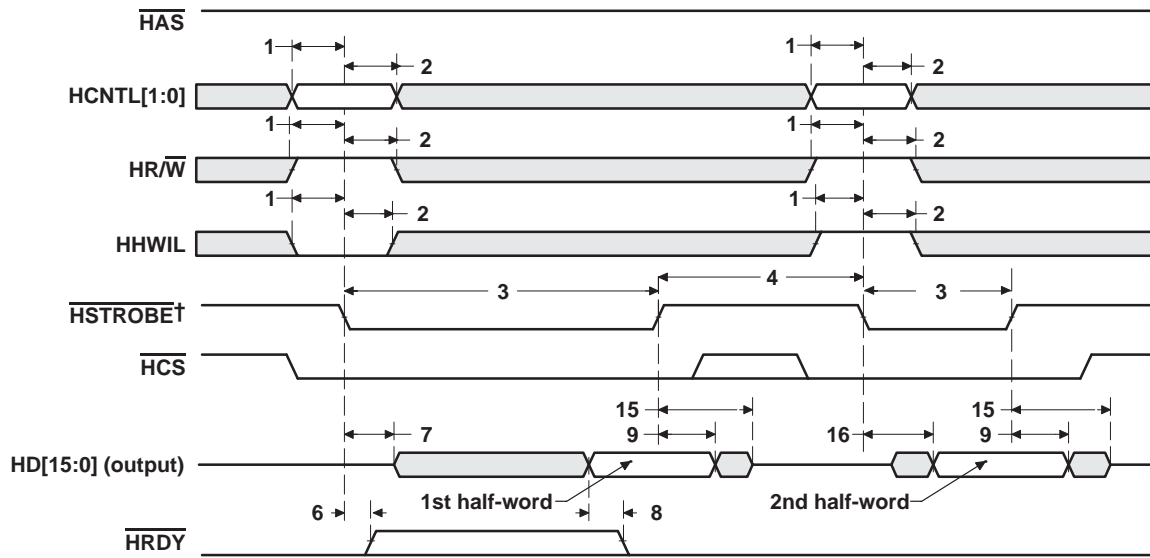 HAS
1
1
2
2
HCNTL[1:0]
1
1
2
2
HR/W
1
1
2
2
HHWIL
4
3
3
HSTROBE†
HCS
15
15
7
9
16
9
HD[15:0] (output)
1st half-word
2nd half-word
6
8
HRDY